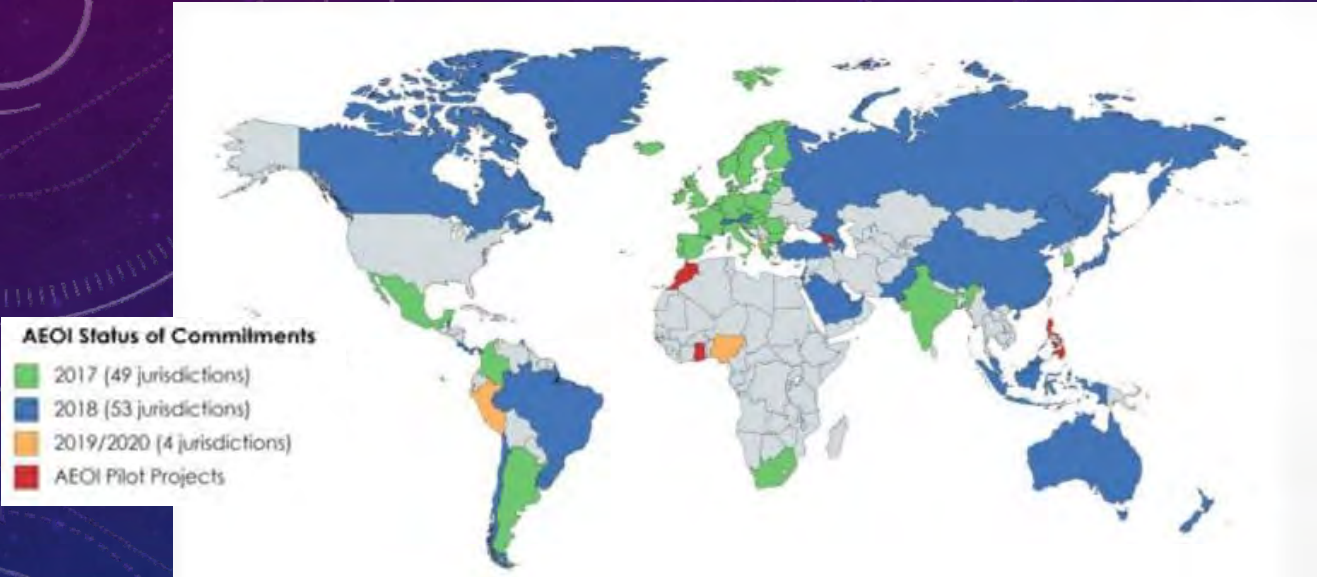 AEOI Status of Commitments
2017 (49 jurisdictions)
2018 (53 jurisdictions)
2019/2020 (4 jurisdictions)
AEOI Pilot Projects